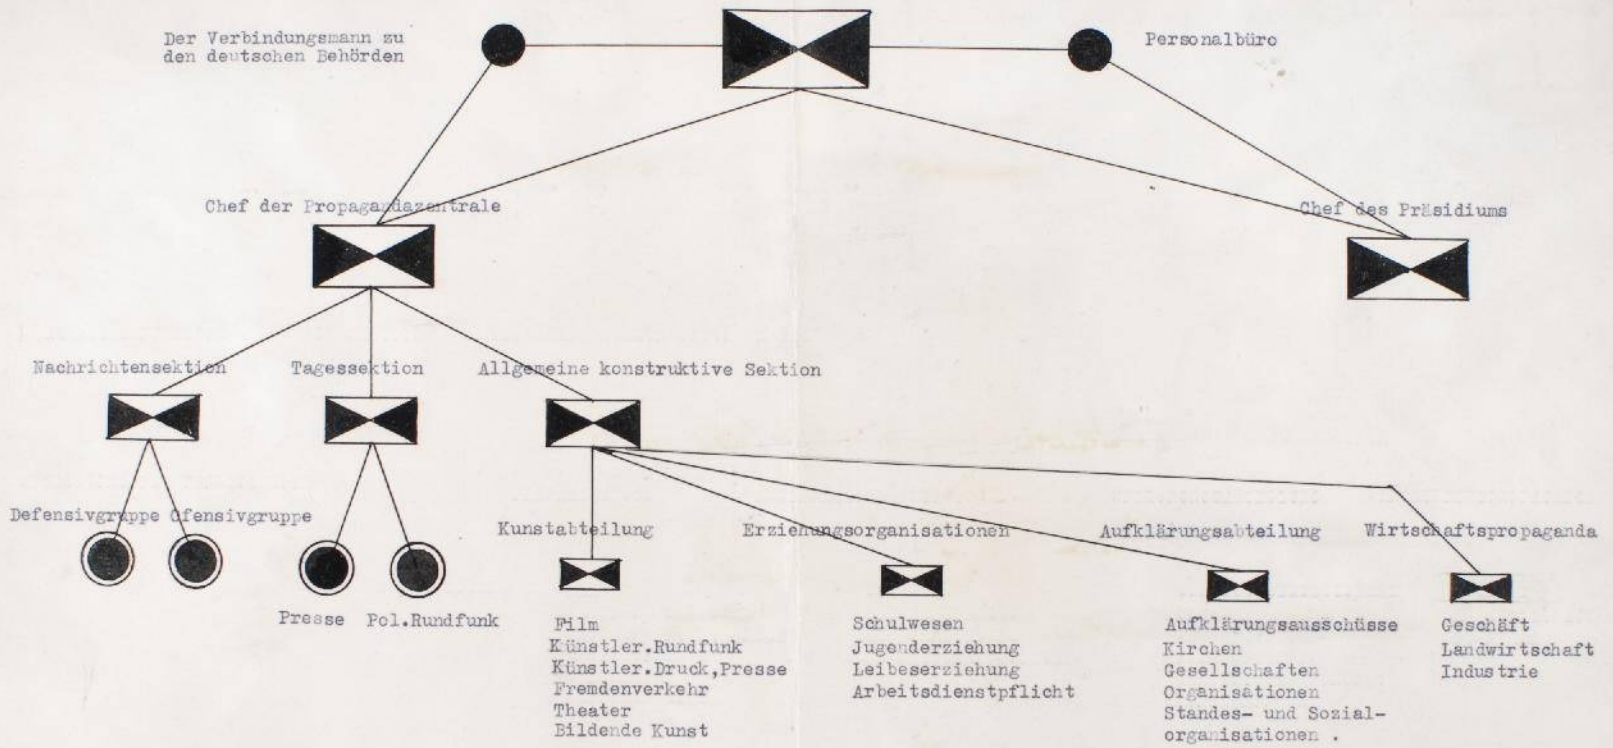 Der Verbindungsmann zu
den deutschen Behörden
Personalbüro
Chef der Propagandazentrale
Chef des Präsidiums
Nachrichtensektion
Tagessektion
Allgemeine konstruktive Sektion
Defensivgruppe Ofensivgruppe
Kunstabteilung
Erziehungsorganisationen
Aufklärungsabteilung
Wirtschaftspropaganda
Presse
Pol.Rundfunk
Film
Künstler.Rundfunk
Künstler.Druck,Presse
Fremdenverkehr
Theater
Bildende Kunst
Schulwesen
Jugenderziehung
Leibeserziehung
Arbeitsdienstpflicht
Aufklärungsausschüsse
Kirchen
Gesellschaften
Organisationen
Standes- und Sozial-
organisationen .
Geschäft
Landwirtschaft
Industrie